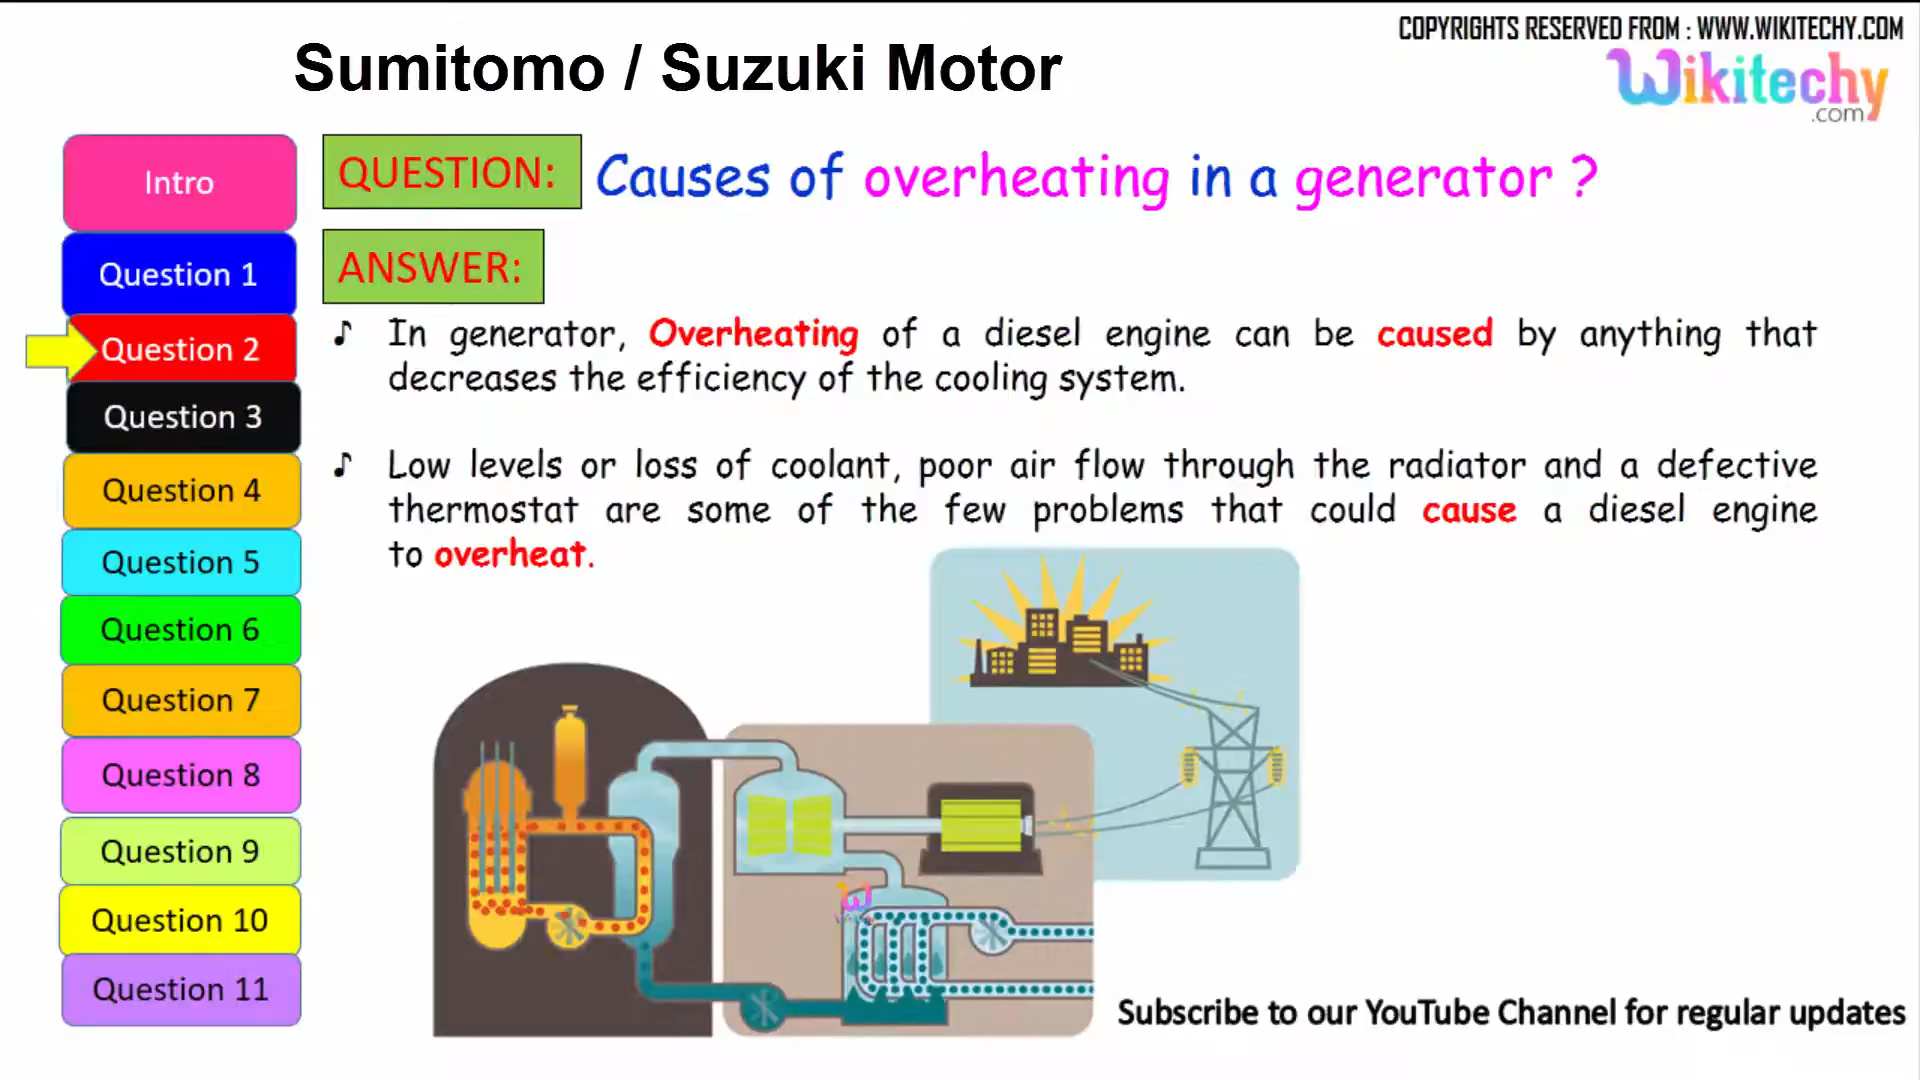 COPYRIGHTS RESERVED FROM : WWW.WIKITECHY.COM
Sumitomo / Suzuki Motor
Wikitechy
.com
Intro
Question 1
Question 2
Question 3
Question 4
Question 5
Question 6
Question 7
Question 8
Question 9
Question 10
Question 11
QUESTION: Causes of overheating in a generator ?
ANSWER:
♪ In generator, Overheating of a diesel engine can be caused by anything that
decreases the efficiency of the cooling system.
♪ Low levels or loss of coolant, poor air flow through the radiator and a defective
thermostat are some of the few problems that could cause a diesel engine
to overheat.
Subscribe to our YouTube Channel for regular updates